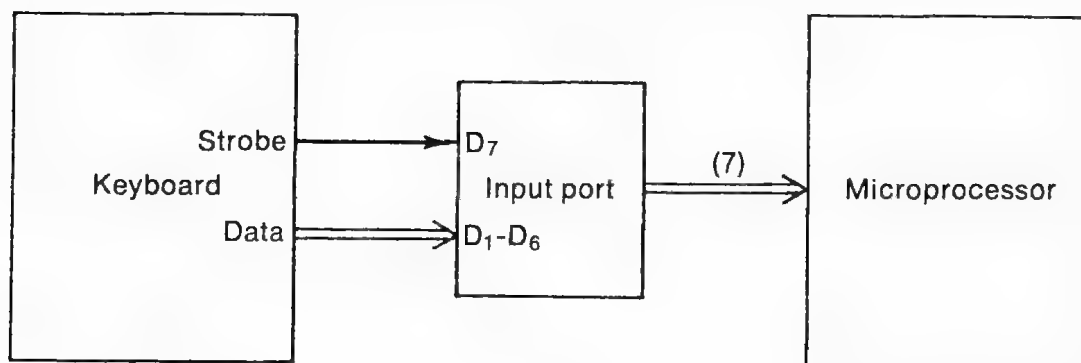 Strobe
Keyboard
Data
D₇
Input port
D₁-D₆
(7)
Microprocessor